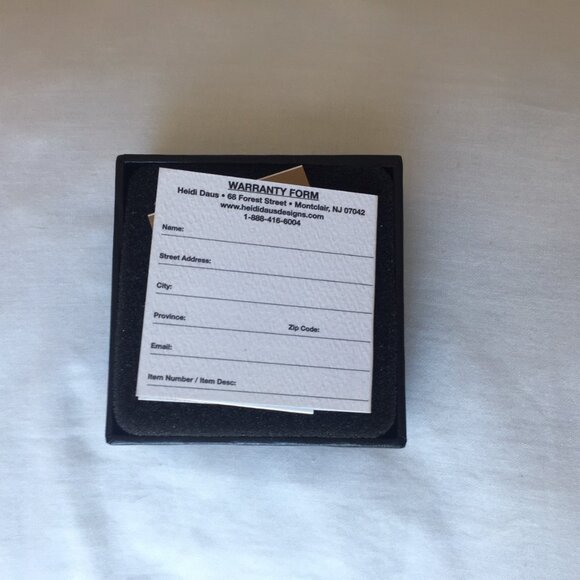 WARRANTY FORM
Heidi Daus • 68 Forest Street • Montclair, NJ 07042
www.heididausdesigns.com
1-888-416-6004
Name:
Street Address:
City:
Province: Zip Code:
Email:
Item Number / Item Desc: